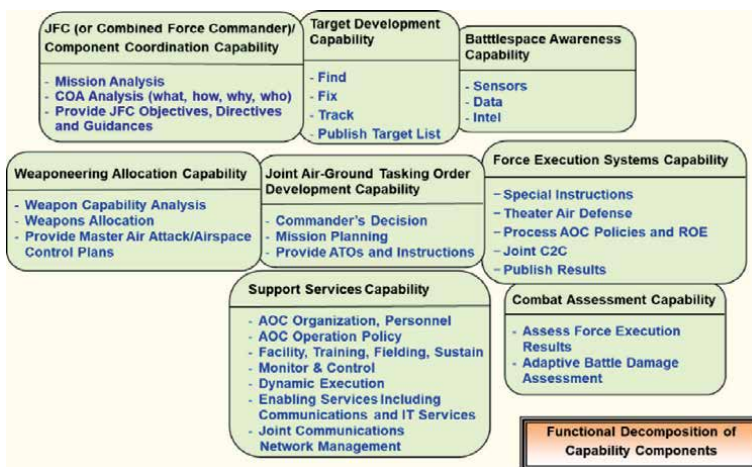 JFC (or Combined Force Commander)/
Component Coordination Capability
- Mission Analysis
- COA Analysis (what, how, why, who)
- Provide JFC Objectives, Directives
and Guidances
Target Development
Capability
- Find
- Fix
- Track
- Publish Target List
Batttlespace Awareness
Capability
- Sensors
- Data
- Intel
Weaponeering Allocation Capability
- Weapon Capability Analysis
- Weapons Allocation
- Provide Master Air Attack/Airspace
Control Plans
Joint Air-Ground Tasking Order
Development Capability
- Commander's Decision
- Mission Planning
- Provide ATOs and Instructions
Force Execution Systems Capability
– Special Instructions
– Theater Air Defense
– Process AOC Policies and ROE
– Joint C2C
– Publish Results
Support Services Capability
- AOC Organization, Personnel
- AOC Operation Policy
- Facility, Training, Fielding, Sustain
- Monitor & Control
- Dynamic Execution
- Enabling Services Including
Communications and IT Services
- Joint Communications
Network Management
Combat Assessment Capability
- Assess Force Execution
Results
- Adaptive Battle Damage
Assessment
Functional Decomposition of
Capability Components